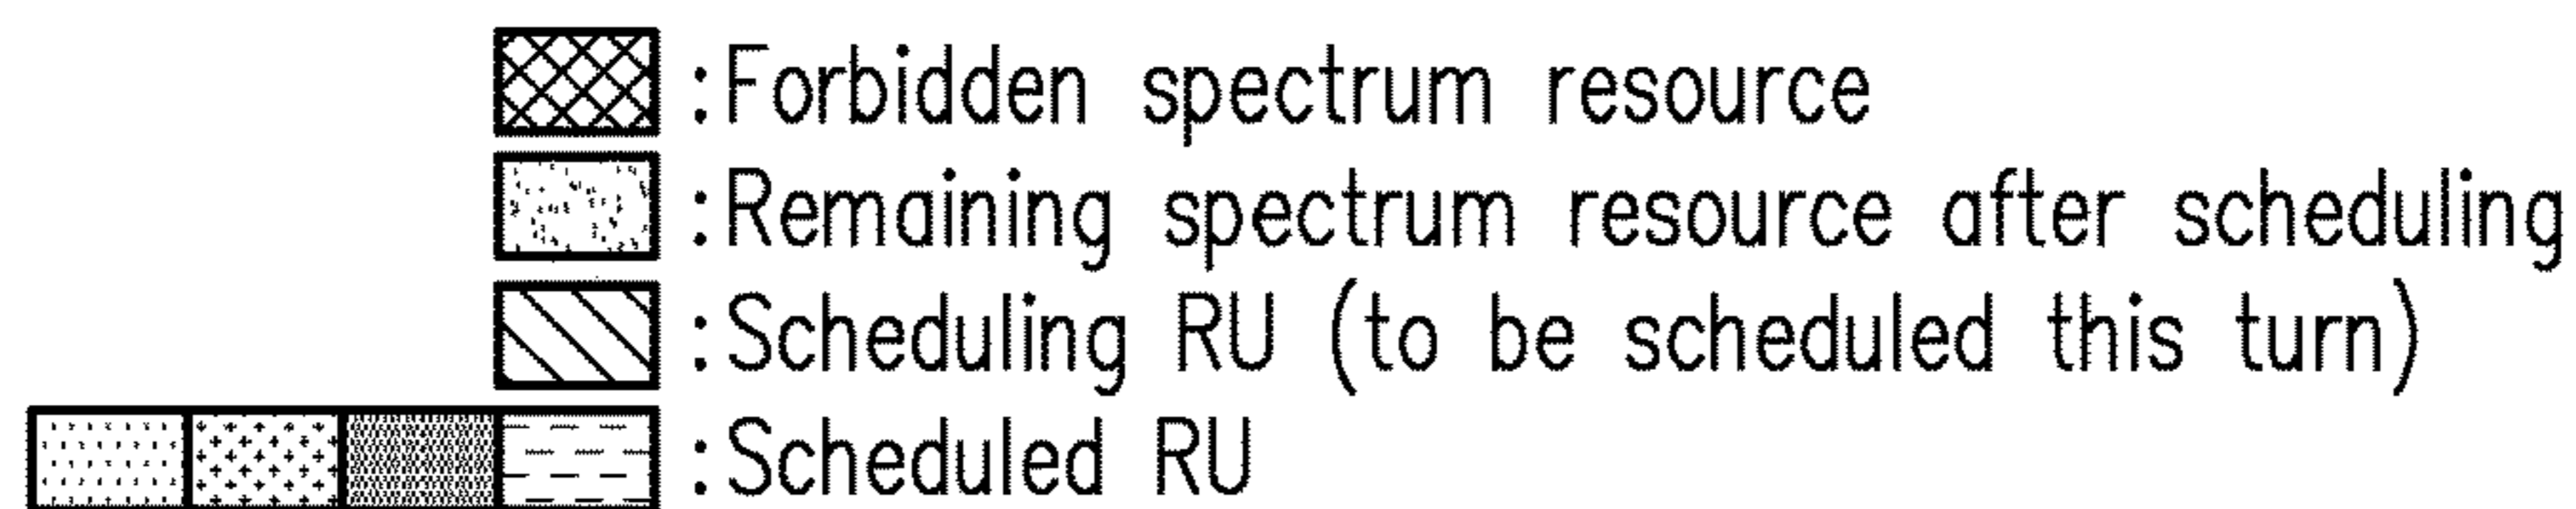 :Forbidden spectrum resource
:Remaining spectrum resource after scheduling
:Scheduling RU (to be scheduled this turn)
:Scheduled RU